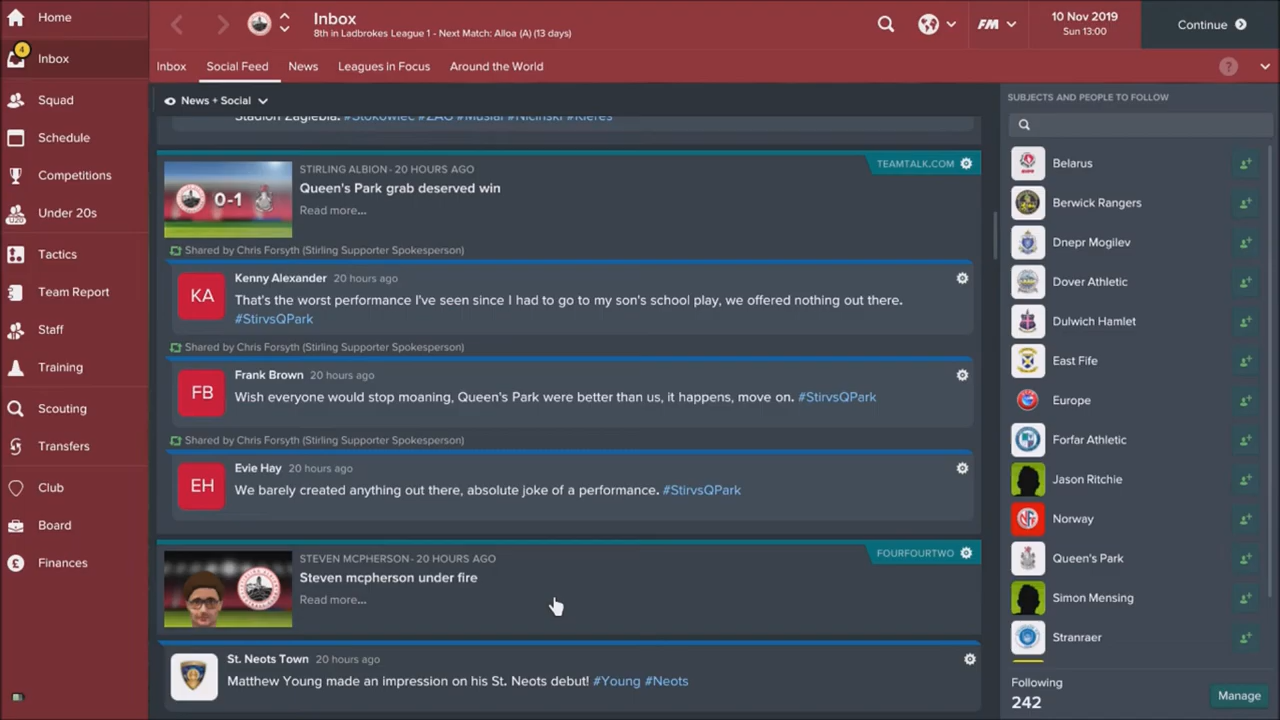 Home
4
Inbox
Squad
Schedule
Competitions
Under 20s
U20
Tactics
Team Report
Staff
Training
Scouting
Transfers
Club
Board
£ Finances
Inbox
8th in Ladbrokes League 1 - Next Match: Alloa (A) (13 days)
FM
10 Nov 2019
Sun 13:00
Continue
Inbox Social Feed News Leagues in Focus Around the World
?
News + Social
Stadion Zaglebia. #Stokowiec #ZAG #Musial #Nicinski #Kieres
STIRLING ALBION - 20 HOURS AGO
TEAMTALK.COM
0-1
Queen's Park grab deserved win
Read more...
Shared by Chris Forsyth (Stirling Supporter Spokesperson)
KA
Kenny Alexander 20 hours ago
That's the worst performance I've seen since I had to go to my son's school play, we offered nothing out there.
#StirvsQPark
Shared by Chris Forsyth (Stirling Supporter Spokesperson)
FB
Frank Brown 20 hours ago
Wish everyone would stop moaning, Queen's Park were better than us, it happens, move on. #StirvsQPark
Shared by Chris Forsyth (Stirling Supporter Spokesperson)
EH
Evie Hay 20 hours ago
We barely created anything out there, absolute joke of a performance. #StirvsQPark
STEVEN MCPHERSON- 20 HOURS AGO
FOURFOURTWO
Steven mcpherson under fire
Read more...
St. Neots Town 20 hours ago
Matthew Young made an impression on his St. Neots debut! #Young #Neots
SUBJECTS AND PEOPLE TO FOLLOW
Belarus
Berwick Rangers
Dnepr Mogilev
Dover Athletic
Dulwich Hamlet
East Fife
Europe
Forfar Athletic
Jason Ritchie
Norway
Queen's Park
Simon Mensing
Stranraer
Following
242
Manage